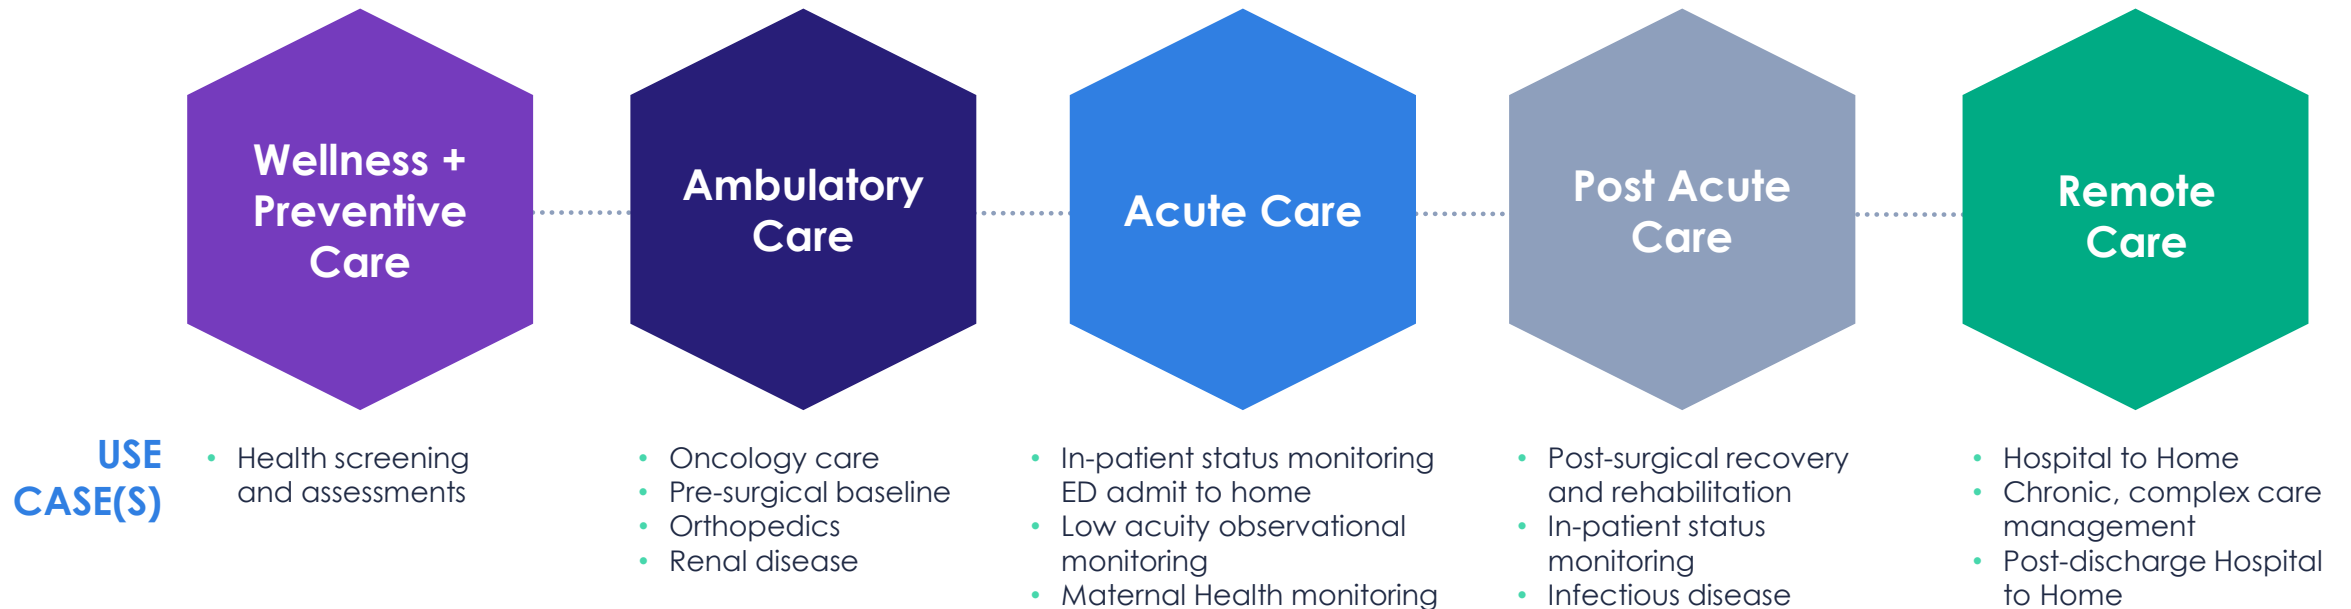 Wellness +
Preventive
Care
Ambulatory
Care
Acute Care
Post Acute
Care
Remote
Care
USE
CASE(S)
• Health screening
and assessments
• Oncology care
• Pre-surgical baseline
• Orthopedics
• Renal disease
• In-patient status monitoring
ED admit to home
• Low acuity observational
monitoring
• Maternal Health monitoring
• Post-surgical recovery
and rehabilitation
• In-patient status
monitoring
• Infectious disease
• Hospital to Home
• Chronic, complex care
management
• Post-discharge Hospital
to Home